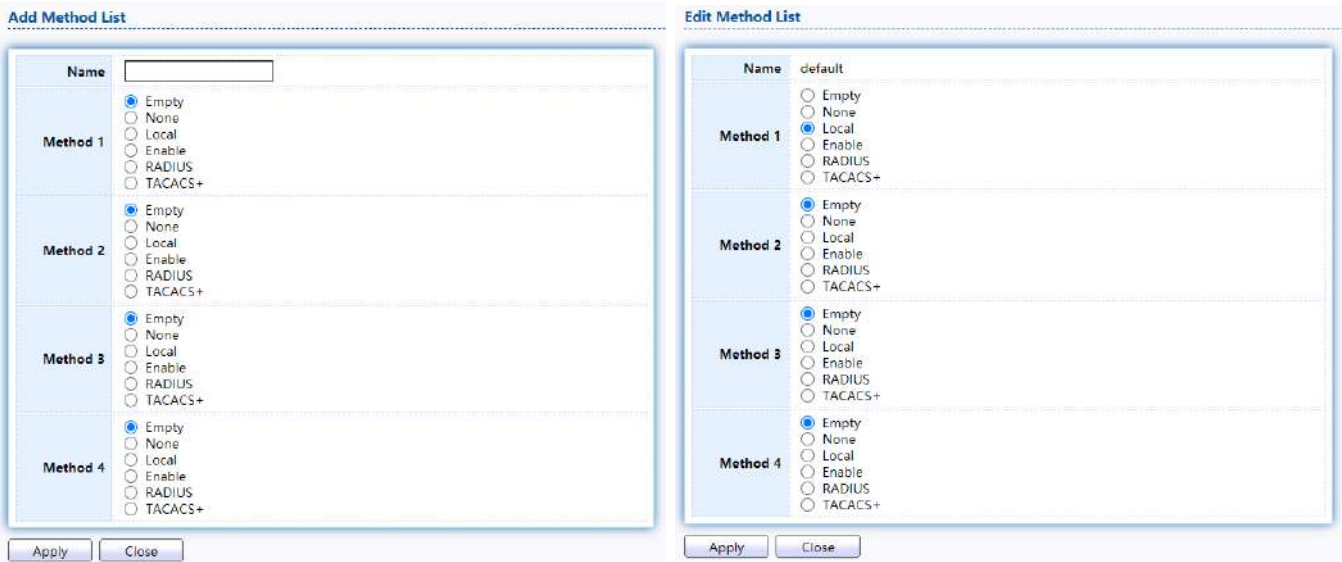 Add Method List
Name
Method 1
Empty
None
Local
Enable
RADIUS
TACACS+
Method 2
Empty
None
Local
Enable
RADIUS
TACACS+
Method 3
Empty
None
Local
Enable
RADIUS
TACACS+
Method 4
Empty
None
Local
Enable
RADIUS
TACACS+
Apply Close
Edit Method List
Name default
Method 1
Empty
None
Local
Enable
RADIUS
TACACS+
Method 2
Empty
None
Local
Enable
RADIUS
TACACS+
Method 3
Empty
None
Local
Enable
RADIUS
TACACS+
Method 4
Empty
None
Local
Enable
RADIUS
TACACS+
Apply Close